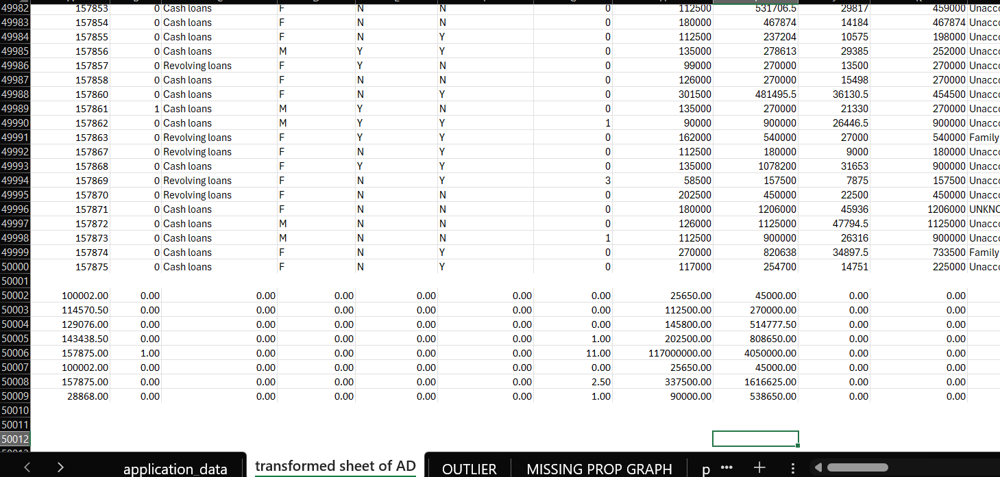 49982 157853 0 Cash loans F N N 0 112500 531706.5 29817 459000 Unacc
49983 157854 0 Cash loans F N N 0 180000 467874 14184 467874 Unacc
49984 157855 0 Cash loans F N Y 0 112500 237204 10575 198000 Unacc
49985 157856 0 Cash loans M Y Y 0 135000 278613 29385 252000 Unacc
49986 157857 0 Revolving loans F Y N 0 99000 270000 13500 270000 Unacc
49987 157858 0 Cash loans F N N 0 126000 270000 15498 270000 Unacc
49988 157860 0 Cash loans F N Y 0 301500 481495.5 36130.5 454500 Unacc
49989 157861 1 Cash loans M Y N 0 135000 270000 21330 270000 Unacc
49990 157862 0 Cash loans M Y Y 1 90000 900000 26446.5 900000 Unacc
49991 157863 0 Revolving loans F Y Y 0 162000 540000 27000 540000 Family
49992 157867 0 Revolving loans F N Y 0 112500 180000 9000 180000 Unacc
49993 157868 0 Cash loans F Y Y 0 135000 1078200 31653 900000 Unacc
49994 157869 0 Revolving loans F N Y 3 58500 157500 7875 157500 Unacc
49995 157870 0 Revolving loans F N N 0 202500 450000 22500 450000 Unacc
49996 157871 0 Cash loans F N N 0 180000 1206000 45936 1206000 UNKN
49997 157872 0 Cash loans M N N 0 126000 1125000 47794.5 1125000 Unacc
49998 157873 0 Cash loans M N N 1 112500 900000 26316 900000 Unacc
49999 157874 0 Cash loans F N Y 0 270000 820638 34897.5 733500 Family
50000 157875 0 Cash loans F N Y 0 117000 254700 14751 225000 Unacc
50001
50002 100002.00 0.00 0.00 0.00 0.00 0.00 0.00 25650.00 45000.00 0.00 0.00
50003 114570.50 0.00 0.00 0.00 0.00 0.00 0.00 112500.00 270000.00 0.00 0.00
50004 129076.00 0.00 0.00 0.00 0.00 0.00 0.00 145800.00 514777.50 0.00 0.00
50005 143438.50 0.00 0.00 0.00 0.00 0.00 1.00 202500.00 808650.00 0.00 0.00
50006 157875.00 1.00 0.00 0.00 0.00 0.00 11.00 117000000.00 4050000.00 0.00 0.00
50007 100002.00 0.00 0.00 0.00 0.00 0.00 0.00 25650.00 45000.00 0.00 0.00
50008 157875.00 0.00 0.00 0.00 0.00 0.00 2.50 337500.00 1616625.00 0.00 0.00
50009 28868.00 0.00 0.00 0.00 0.00 0.00 1.00 90000.00 538650.00 0.00 0.00
50010
50011
50012
application_data transformed sheet of AD OUTLIER MISSING PROP GRAPH p